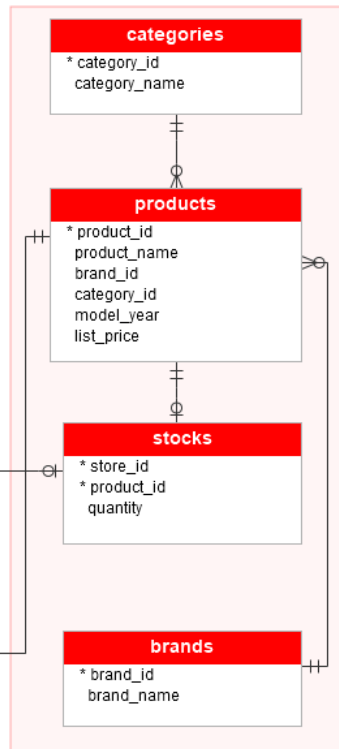 categories
* category_id
category_name
products
* product_id
product_name
brand_id
category_id
model_year
list_price
stocks
* store_id
* product_id
quantity
brands
* brand_id
brand_name